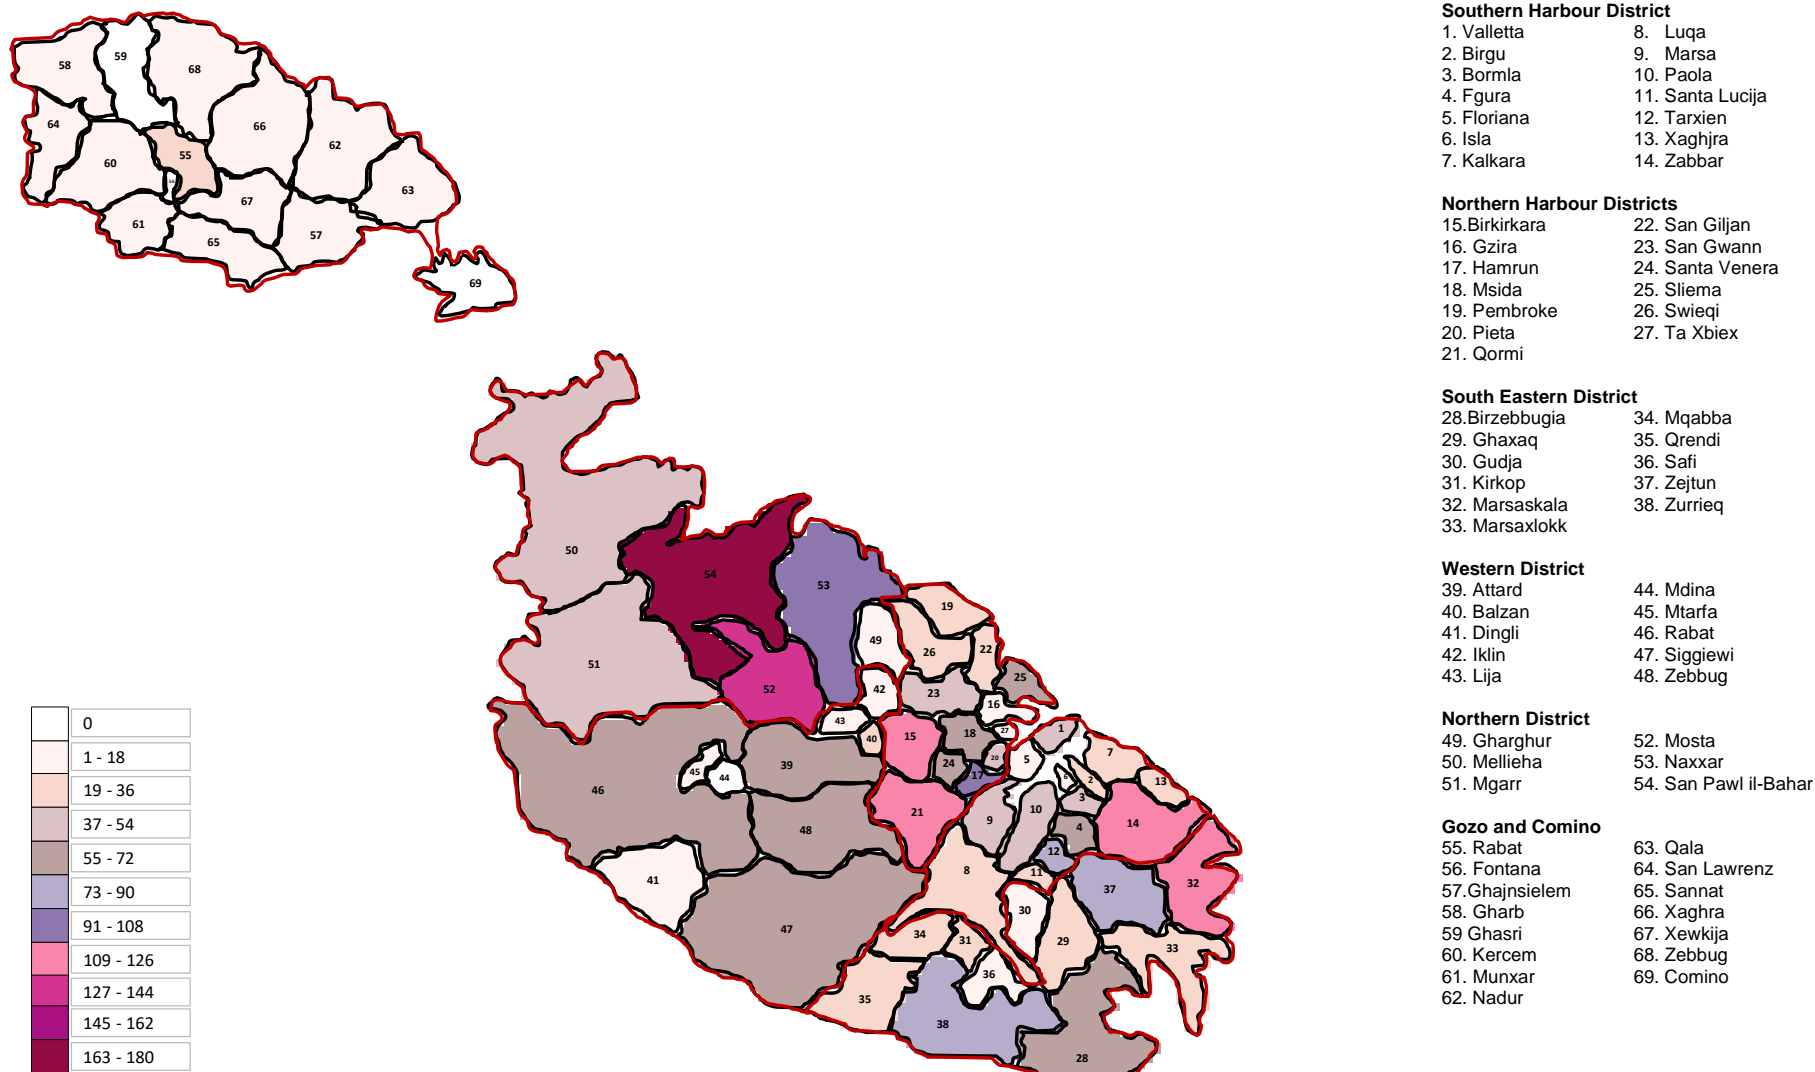 Southern Harbour District
1. Valletta 8. Luqa
2. Birgu 9. Marsa
3. Bormla 10. Paola
4. Fgura 11. Santa Lucija
5. Floriana 12. Tarxien
6. Isla 13. Xaghjra
7. Kalkara 14. Zabbar
Northern Harbour Districts
15.Birkirkara 22. San Giljan
16. Gzira 23. San Gwann
17. Hamrun 24. Santa Venera
18. Msida 25. Sliema
19. Pembroke 26. Swieqi
20. Pieta 27. Ta Xbiex
21. Qormi
South Eastern District
28.Birzebbugia 34. Mqabba
29. Ghaxaq 35. Qrendi
30. Gudja 36. Safi
31. Kirkop 37. Zejtun
32. Marsaskala 38. Zurrieq
33. Marsaxlokk
Western District
39. Attard 44. Mdina
40. Balzan 45. Mtarfa
41. Dingli 46. Rabat
42. Iklin 47. Siggiewi
43. Lija 48. Zebbug
Northern District
49. Gharghur 52. Mosta
50. Mellieha 53. Naxxar
51. Mgarr 54. San Pawl il-Bahar
Gozo and Comino
55. Rabat 63. Qala
56. Fontana 64. San Lawrenz
57.Ghajnsielem 65. Sannat
58. Gharb 66. Xaghra
59 Ghasri 67. Xewkija
60. Kercem 68. Zebbug
61. Munxar 69. Comino
62. Nadur
59
58
68
64
66
62
55
60
63
67
61
57
65
69
50
54
53
19
49
26
22
51
25
52
42
23
16
43
15
18
27
1
40
20
5
7
39
24
17
6
2
13
45
44
46
3
21
9
10
14
48
4
12
8
11
41
32
37
30
47
34
31
29
33
36
35
38
28
0
1 - 18
19 - 36
37 - 54
55 - 72
73 - 90
91 - 108
109 - 126
127 - 144
145 - 162
163 - 180